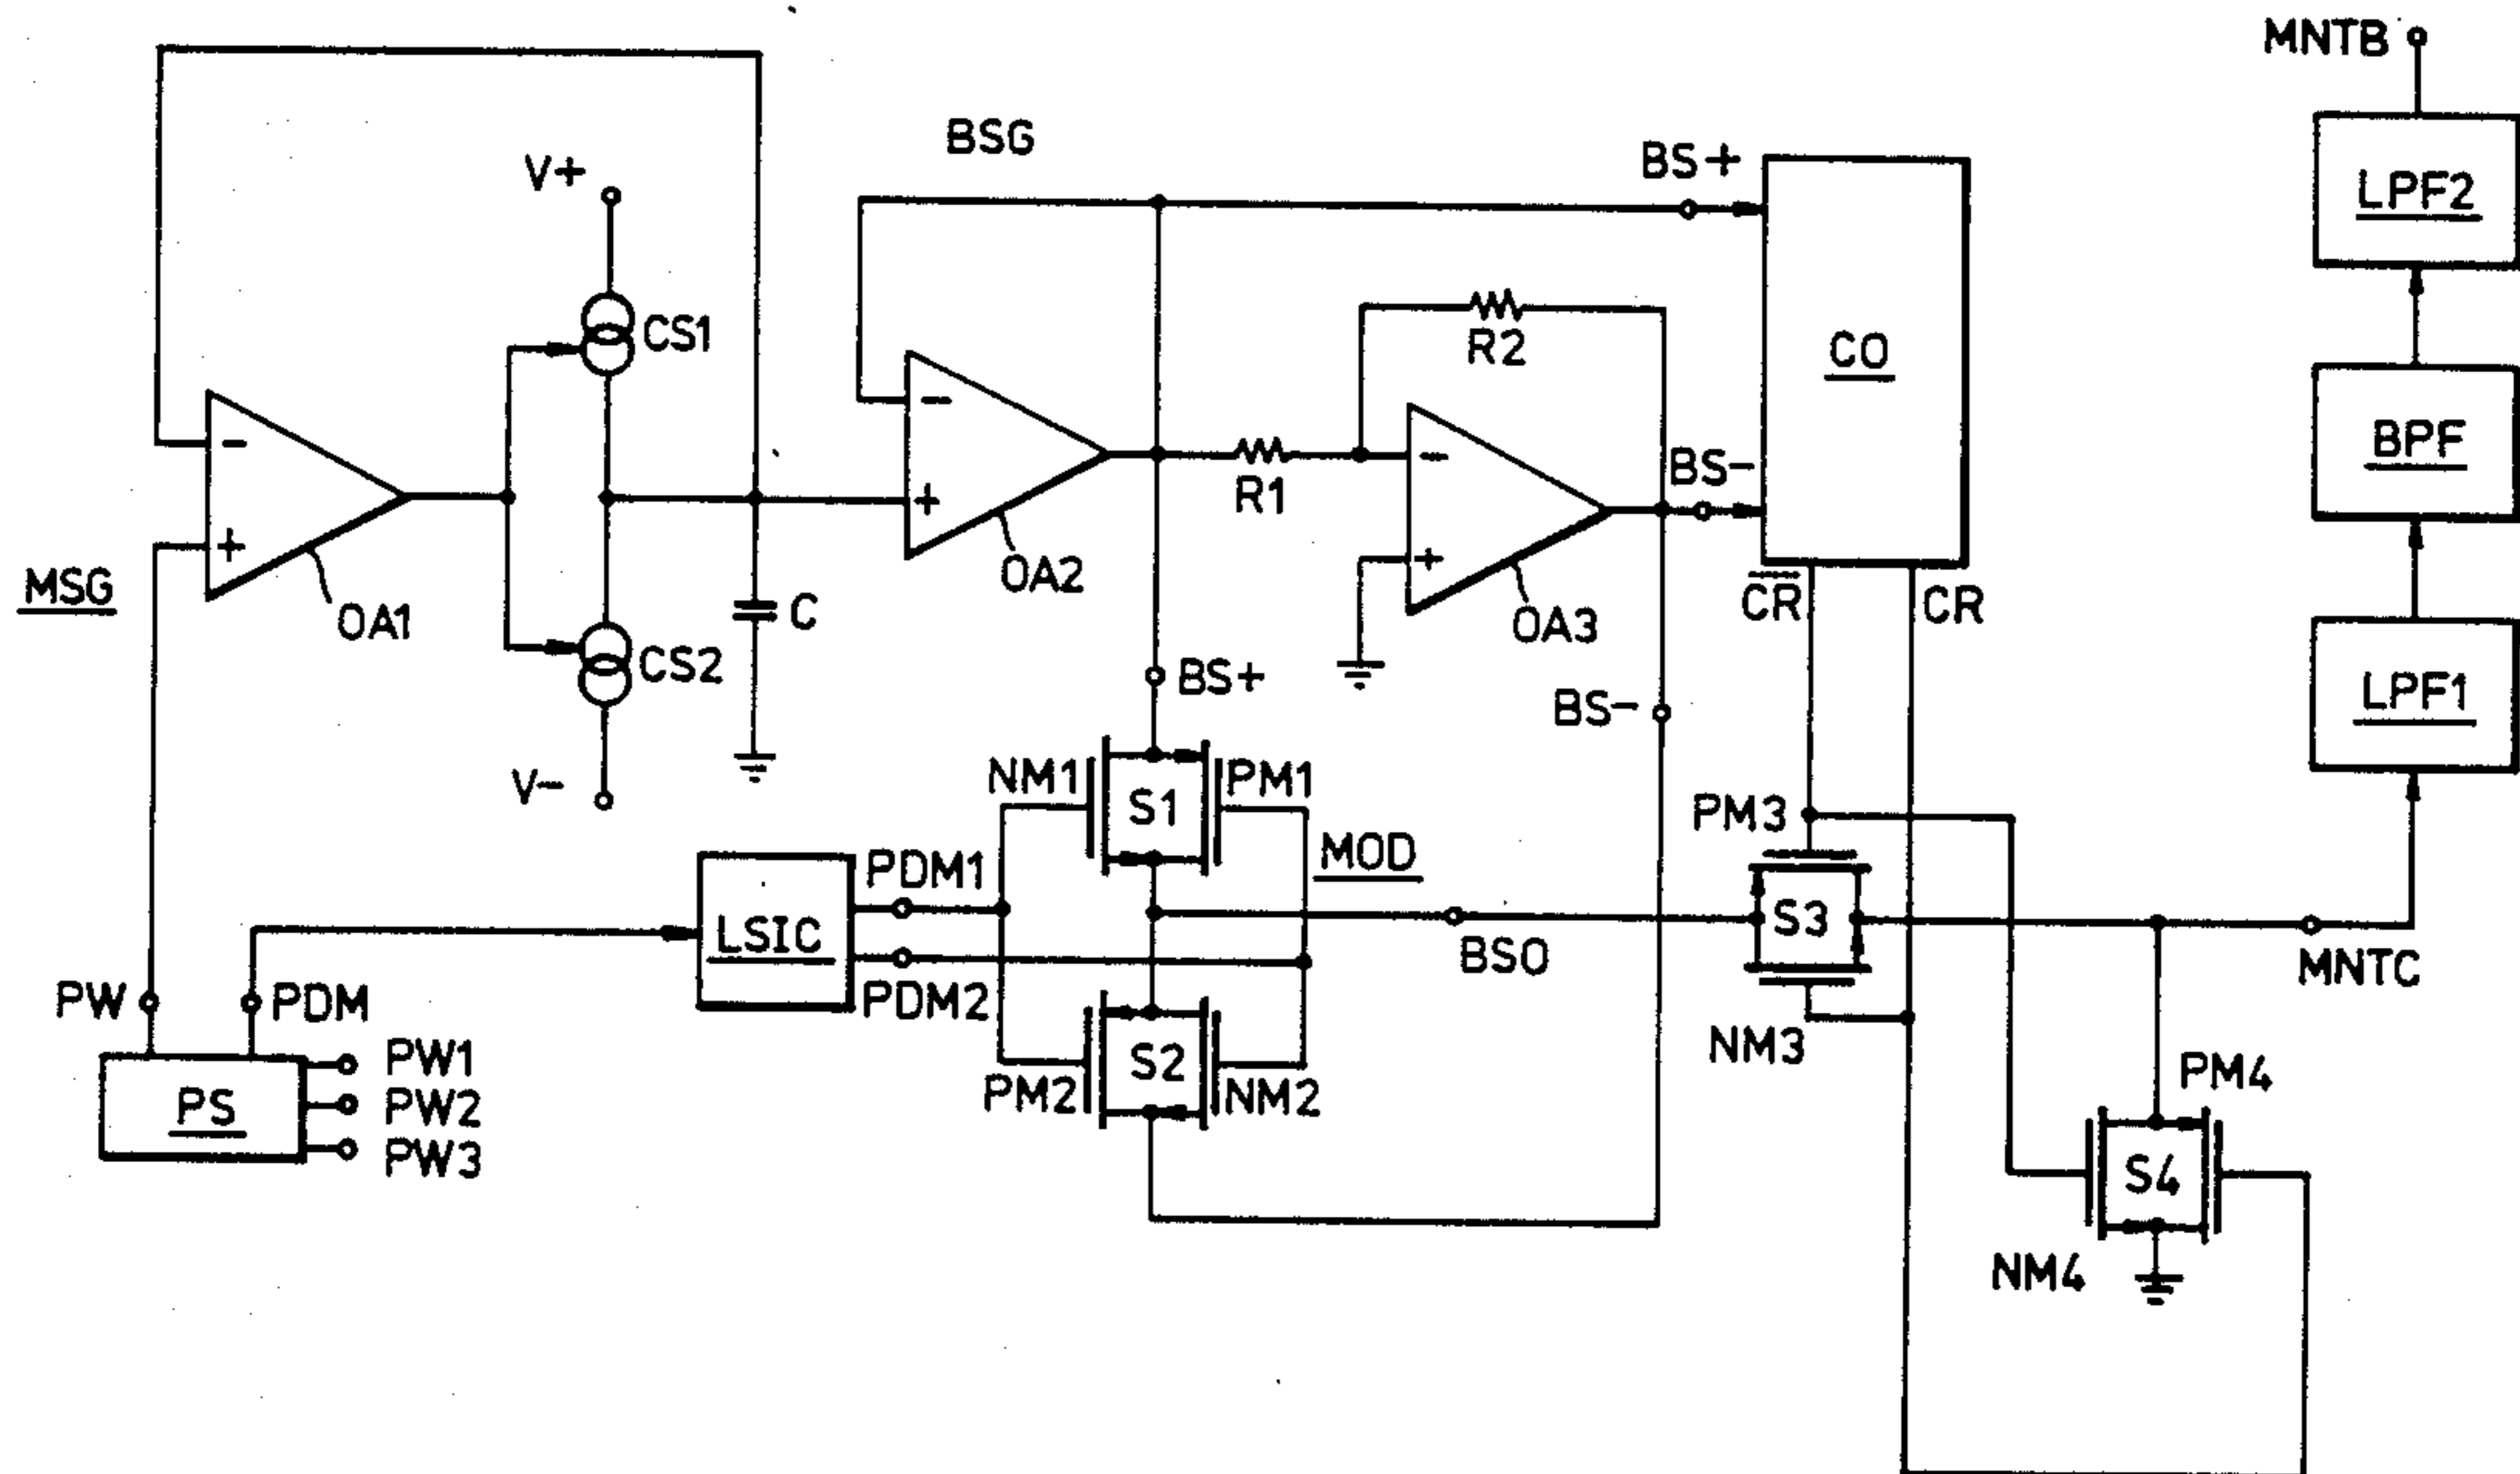 MNTB
BSG
V+
BS+
LPF2
CS1
R2
CO
BPF
R1
BS-
MSG
OA1
OA2
OA3
C
C̅R̅
CR
CS2
BS+
BS-
LPF1
V-
NM1
S1
PM1
PM3
MOD
PDM1
LSIC
S3
BSO
MNTC
PW
PDM
PDM2
NM3
PW1
PS
PW2
PW3
PM2
S2
NM2
PM4
S4
NM4